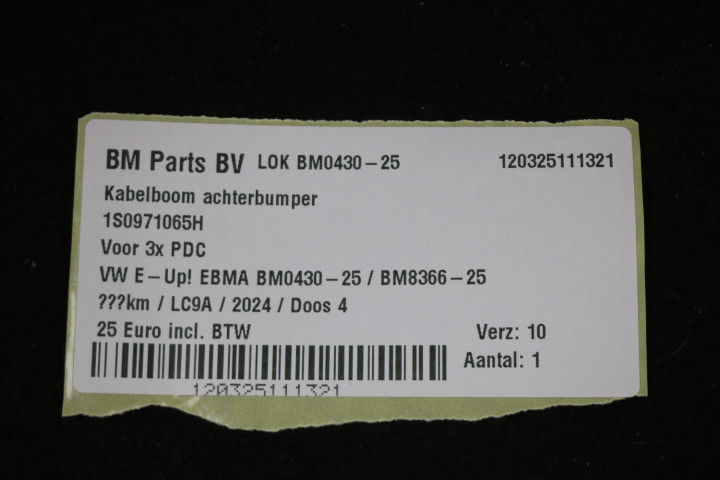 BM Parts BV LOK BM0430-25 120325111321
Kabelboom achterbumper
1S0971065H
Voor 3x PDC
VW E-Up! EBMA BM0430-25 / BM8366-25
???km / LC9A / 2024 / Doos 4
25 Euro incl. BTW Verz: 10
Aantal: 1
120325111321